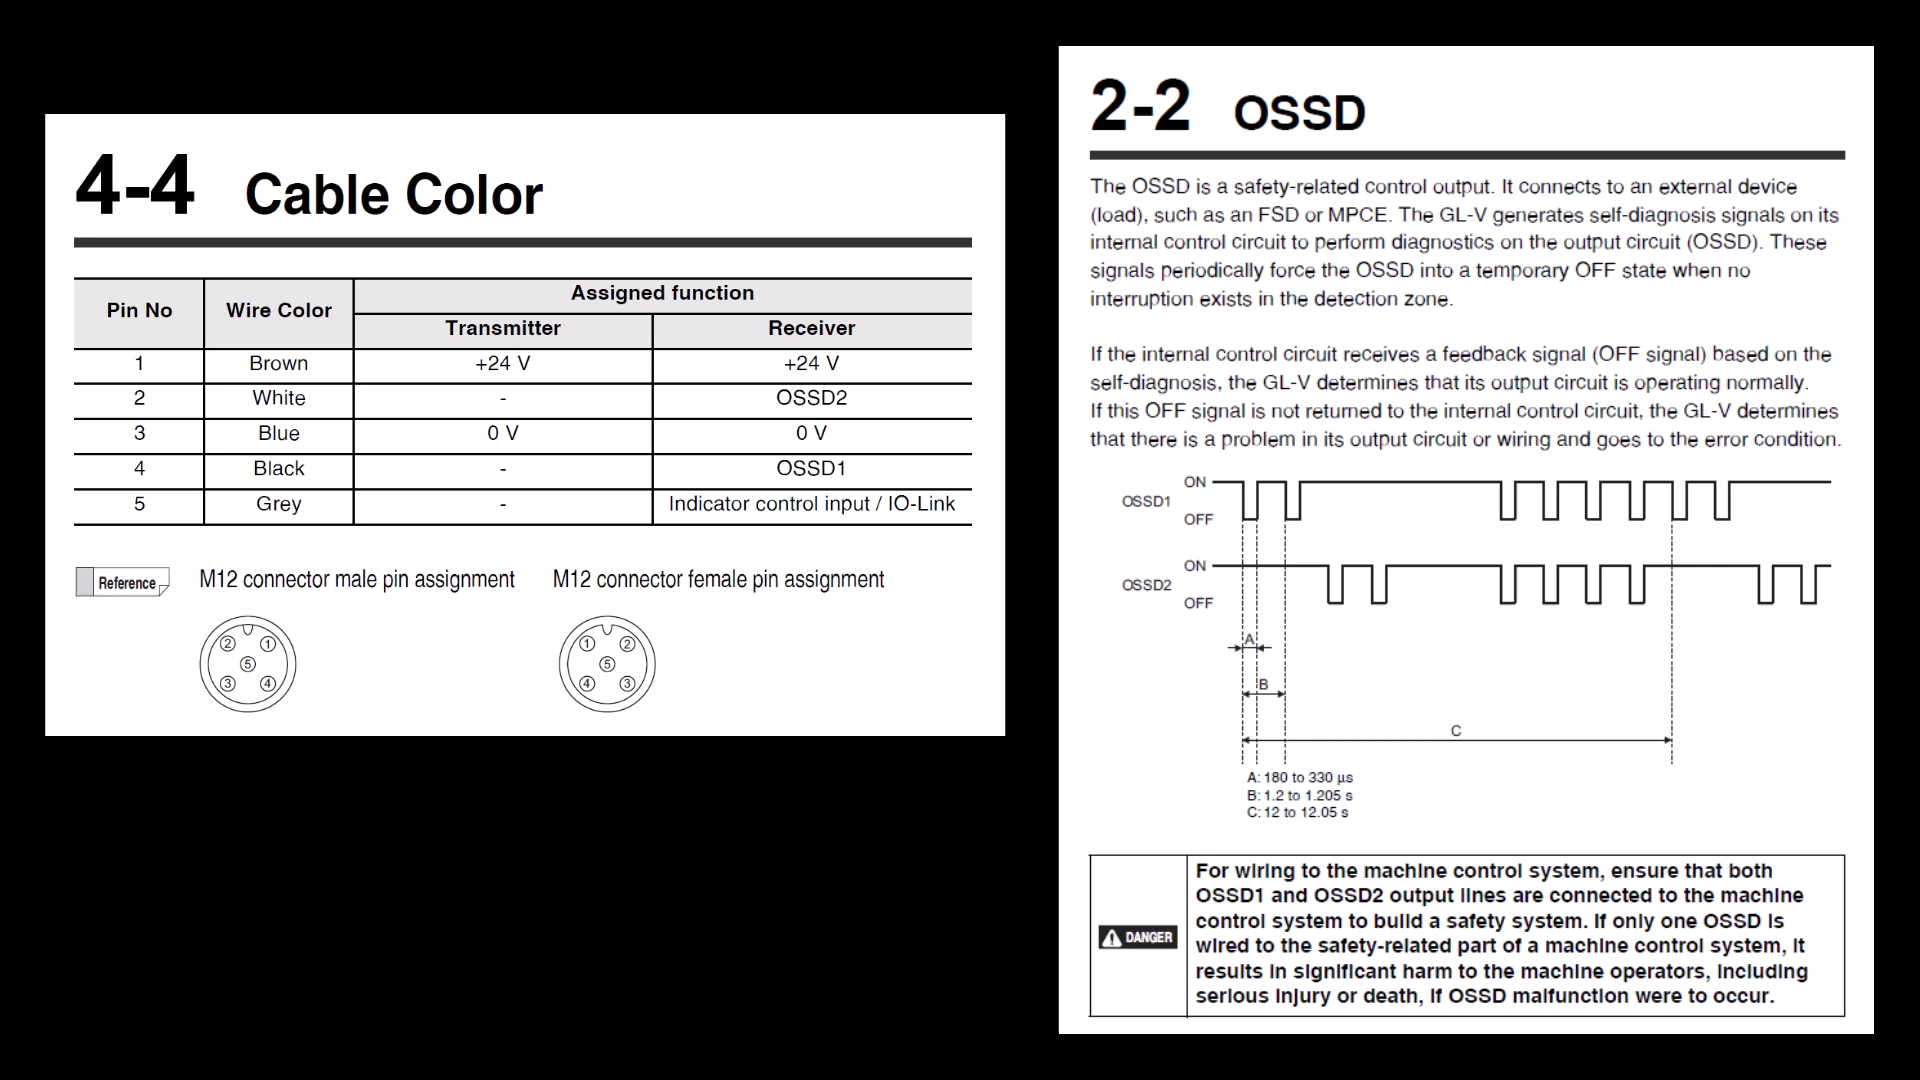 4-4 Cable Color
Pin No Wire Color Assigned function
Transmitter Receiver
1 Brown +24 V +24 V
2 White - OSSD2
3 Blue 0 V 0 V
4 Black - OSSD1
5 Grey - Indicator control input / IO-Link
Reference M12 connector male pin assignment M12 connector female pin assignment
2 1 5 3 4
1 2 5 4 3
2-2 OSSD
The OSSD is a safety-related control output. It connects to an external device
(load), such as an FSD or MPCE. The GL-V generates self-diagnosis signals on its
internal control circuit to perform diagnostics on the output circuit (OSSD). These
signals periodically force the OSSD into a temporary OFF state when no
interruption exists in the detection zone.
If the internal control circuit receives a feedback signal (OFF signal) based on the
self-diagnosis, the GL-V determines that its output circuit is operating normally.
If this OFF signal is not returned to the internal control circuit, the GL-V determines
that there is a problem in its output circuit or wiring and goes to the error condition.
ON
OSSD1
OFF
ON
OSSD2
OFF
A
B
C
A: 180 to 330 µs
B: 1.2 to 1.205 s
C: 12 to 12.05 s
DANGER
For wiring to the machine control system, ensure that both
OSSD1 and OSSD2 output lines are connected to the machine
control system to build a safety system. If only one OSSD is
wired to the safety-related part of a machine control system, it
results in significant harm to the machine operators, including
serious injury or death, if OSSD malfunction were to occur.